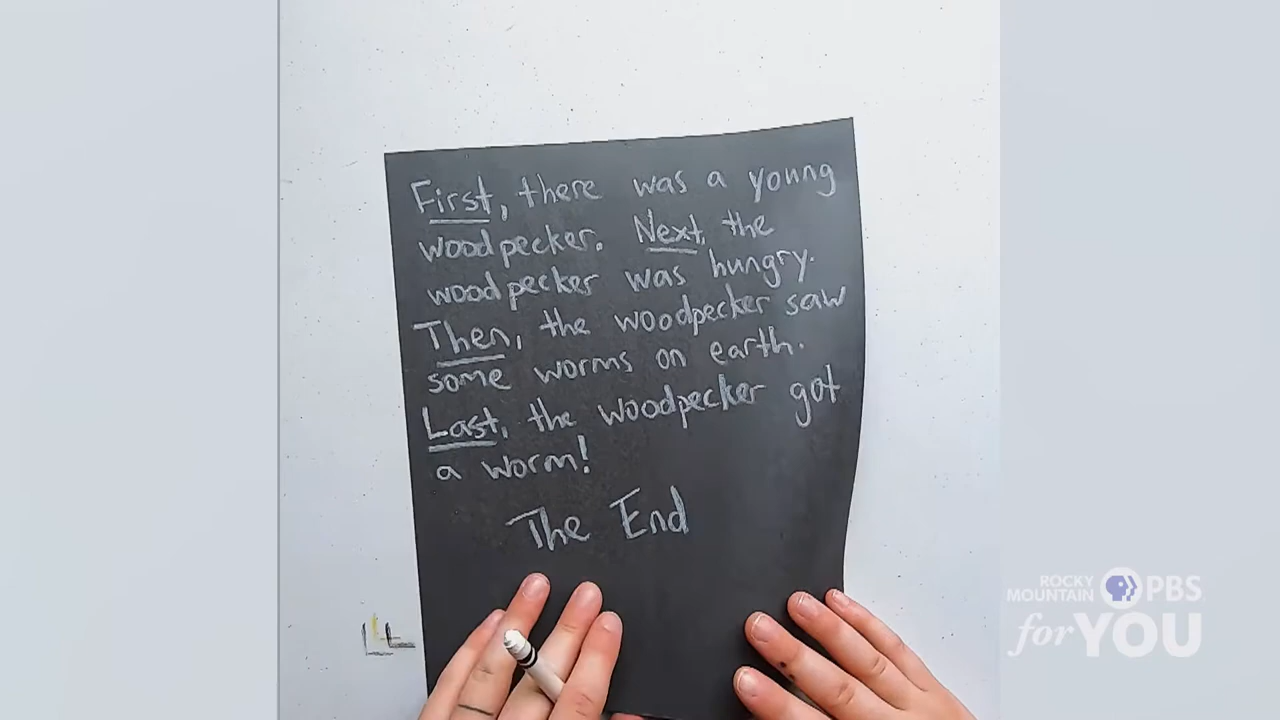 First, there was a young
woodpecker. Next, the
woodpecker was hungry.
Then, the woodpecker saw
some worms on earth.
Last, the woodpecker got
a worm!
The End
ROCKY
MOUNTAIN PBS
for YOU